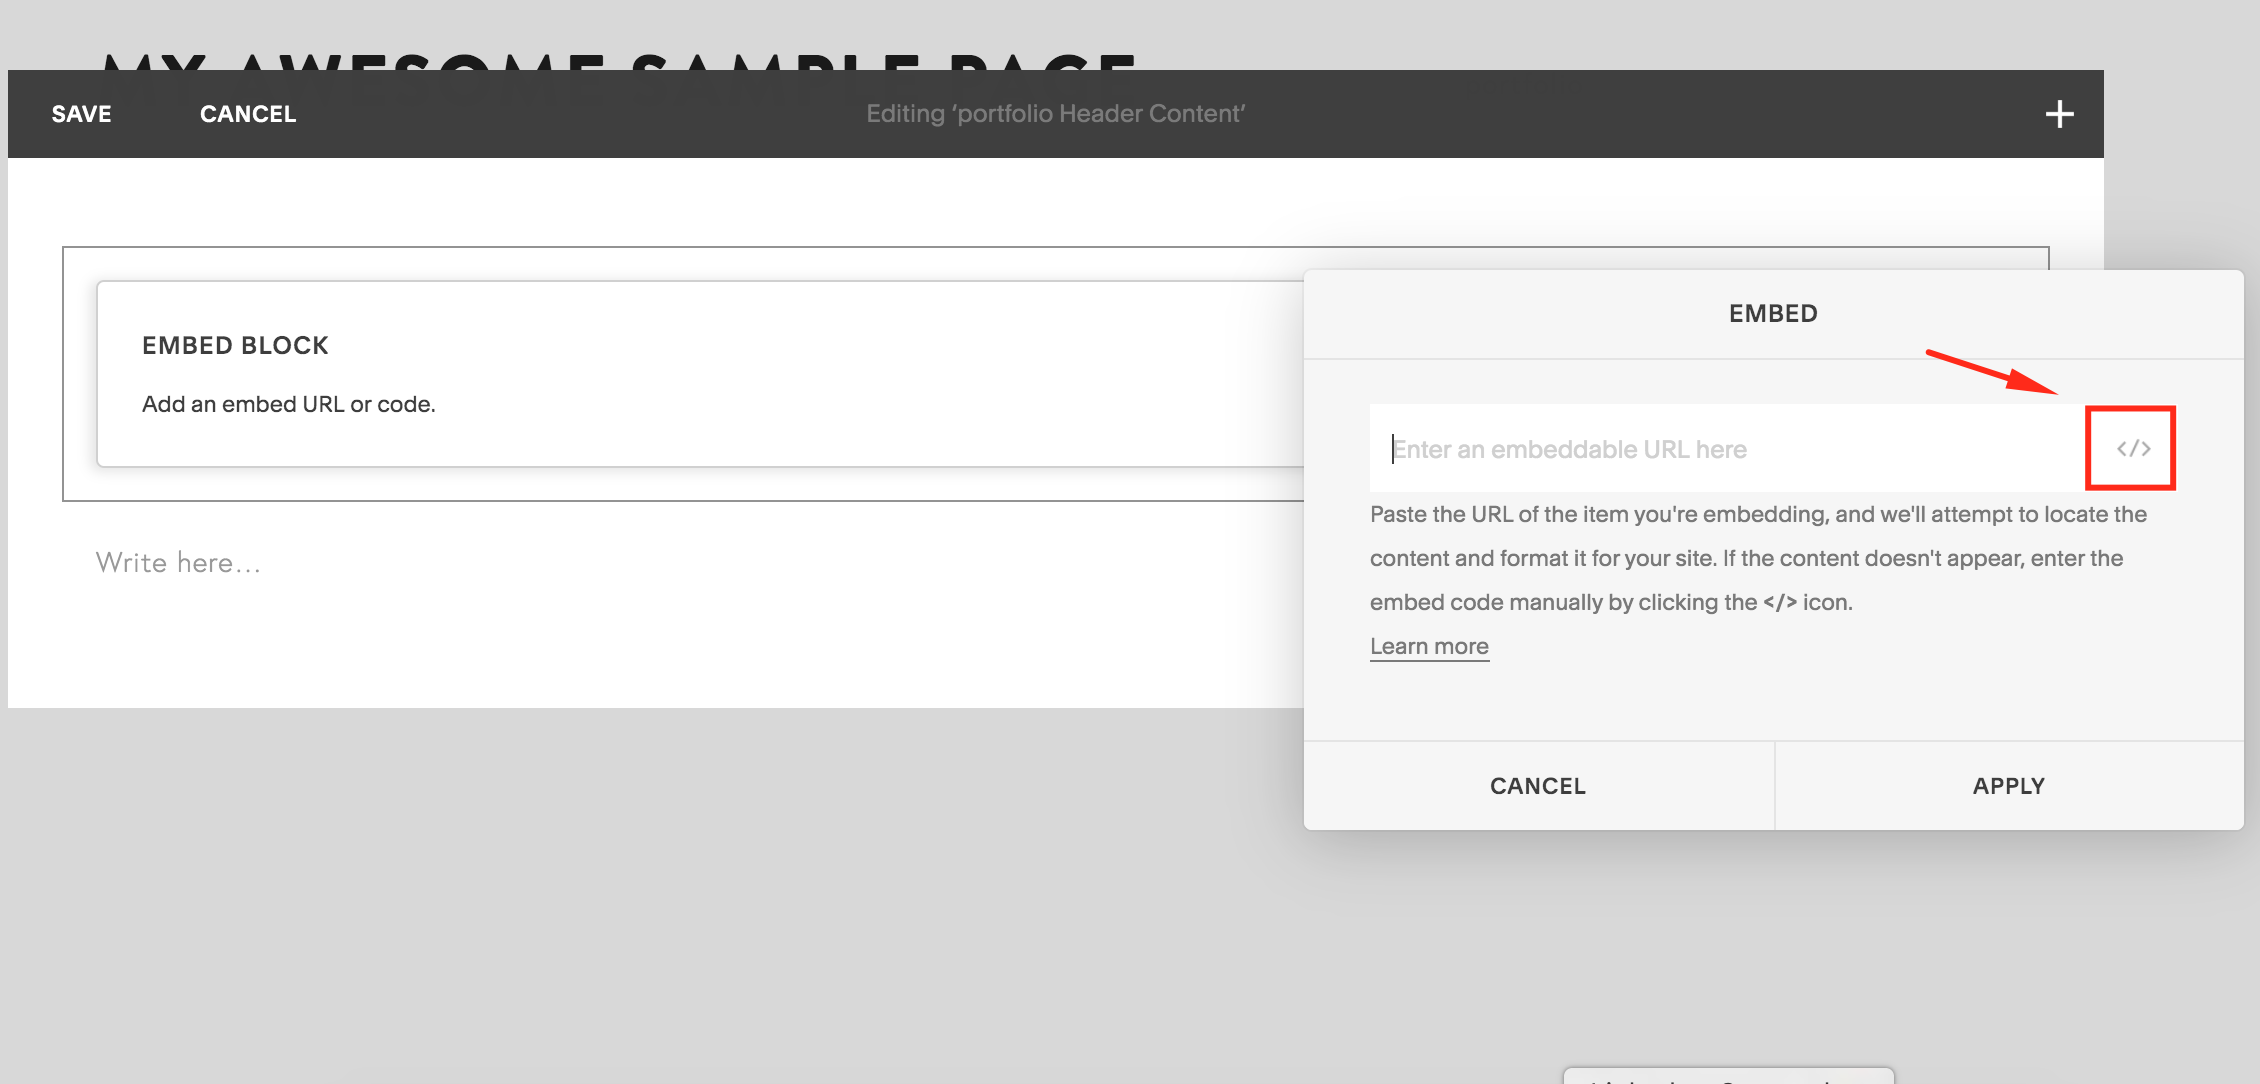 MY AWESOME SAMPLE PAGE
SAVE
CANCEL
Editing ‘portfolio Header Content’
+
EMBED BLOCK
Add an embed URL or code.
Write here...
EMBED
Enter an embeddable URL here
</>
Paste the URL of the item you're embedding, and we'll attempt to locate the
content and format it for your site. If the content doesn't appear, enter the
embed code manually by clicking the </> icon.
Learn more
CANCEL
APPLY